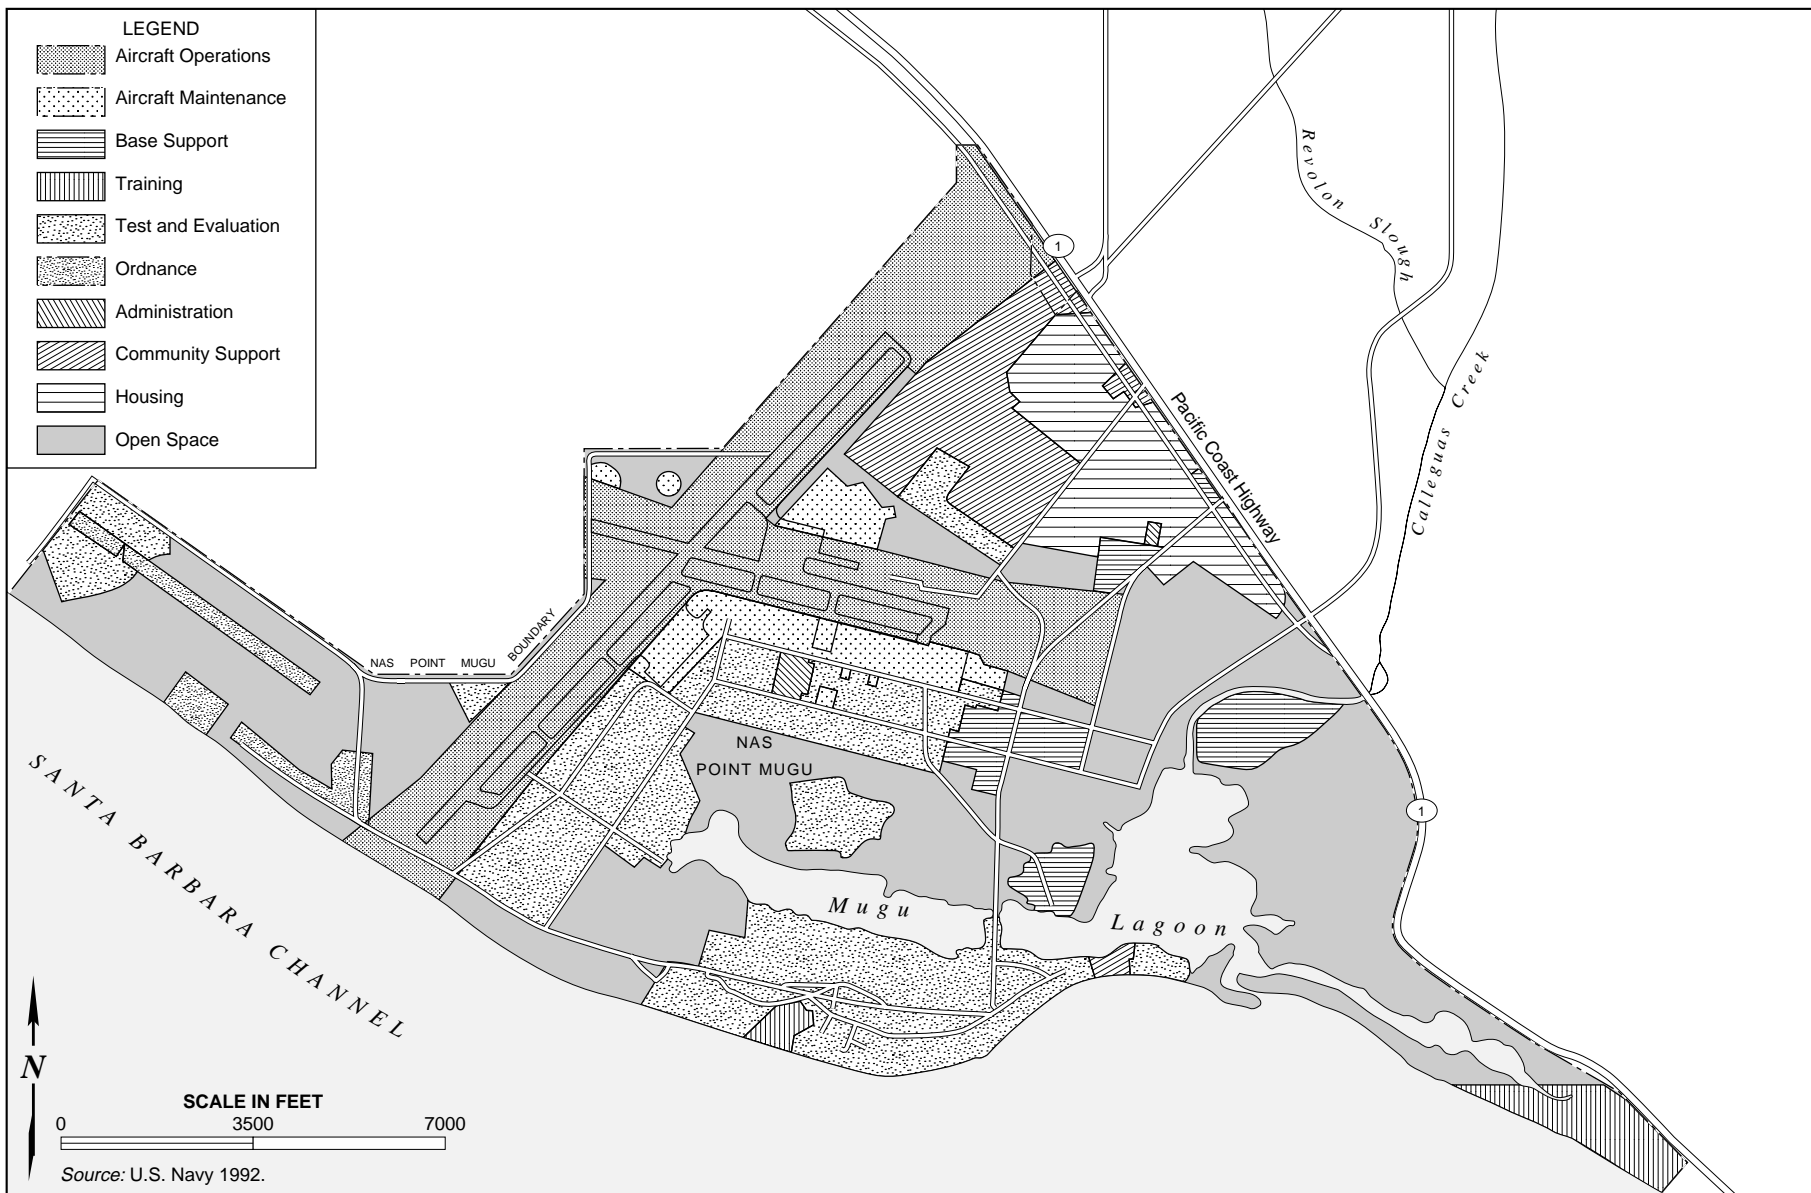 LEGEND
Aircraft Operations
Aircraft Maintenance
Base Support
Training
Test and Evaluation
Ordnance
Administration
Community Support
Housing
Open Space
Revolon Slough
Calleguas Creek
1
Pacific Coast Highway
NAS POINT MUGU BOUNDARY
NAS
POINT MUGU
1
Mugu Lagoon
SANTA BARBARA CHANNEL
N
SCALE IN FEET
0 3500 7000
Source: U.S. Navy 1992.